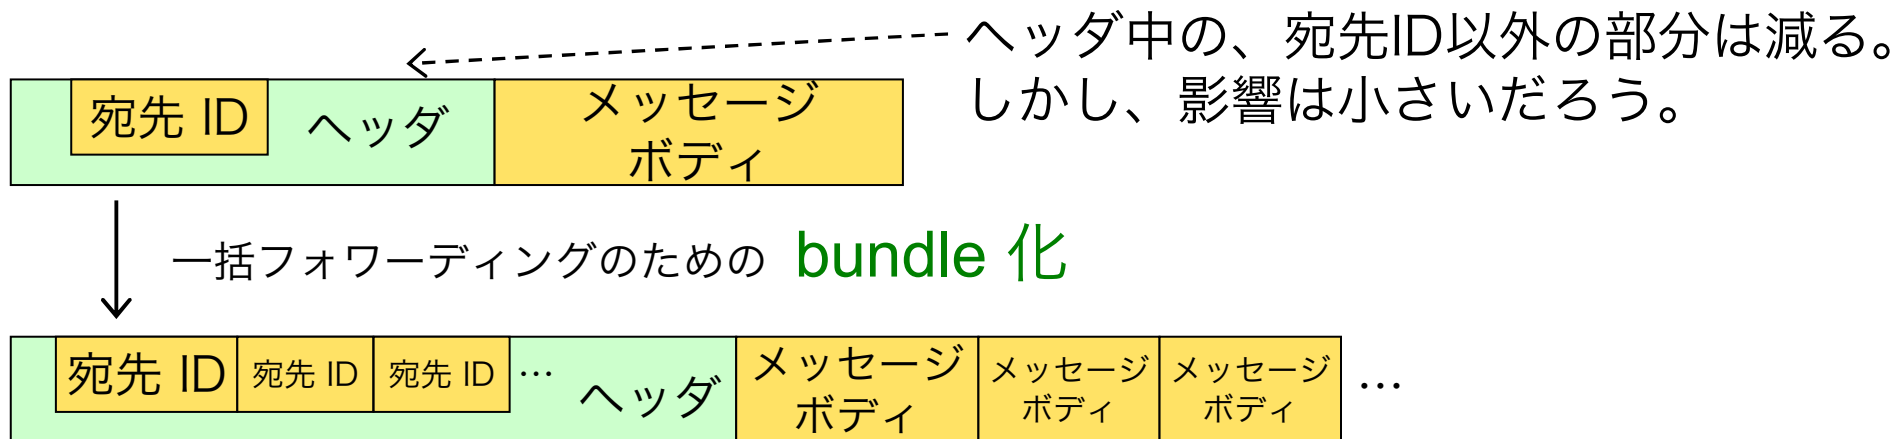 ヘッダ中の、宛先ID以外の部分は減る。
しかし、影響は小さいだろう。
宛先 ID
ヘッダ
メッセージ
ボディ
一括フォワーディングのための bundle 化
宛先 ID
宛先 ID
宛先 ID
…
ヘッダ
メッセージ
ボディ
メッセージ
ボディ
メッセージ
ボディ
…